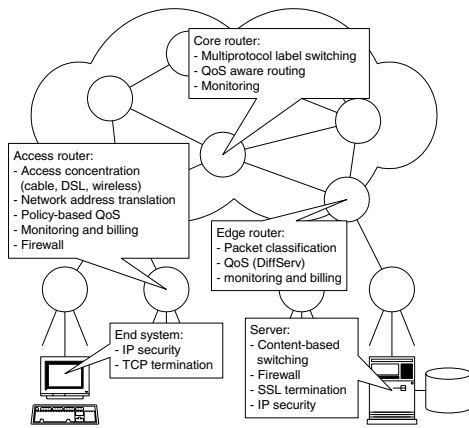 Core router:
- Multiprotocol label switching
- QoS aware routing
- Monitoring
Access router:
- Access concentration
(cable, DSL, wireless)
- Network address translation
- Policy-based QoS
- Monitoring and billing
- Firewall
Edge router:
- Packet classification
- QoS (DiffServ)
- monitoring and billing
End system:
- IP security
- TCP termination
Server:
- Content-based
switching
- Firewall
- SSL termination
- IP security